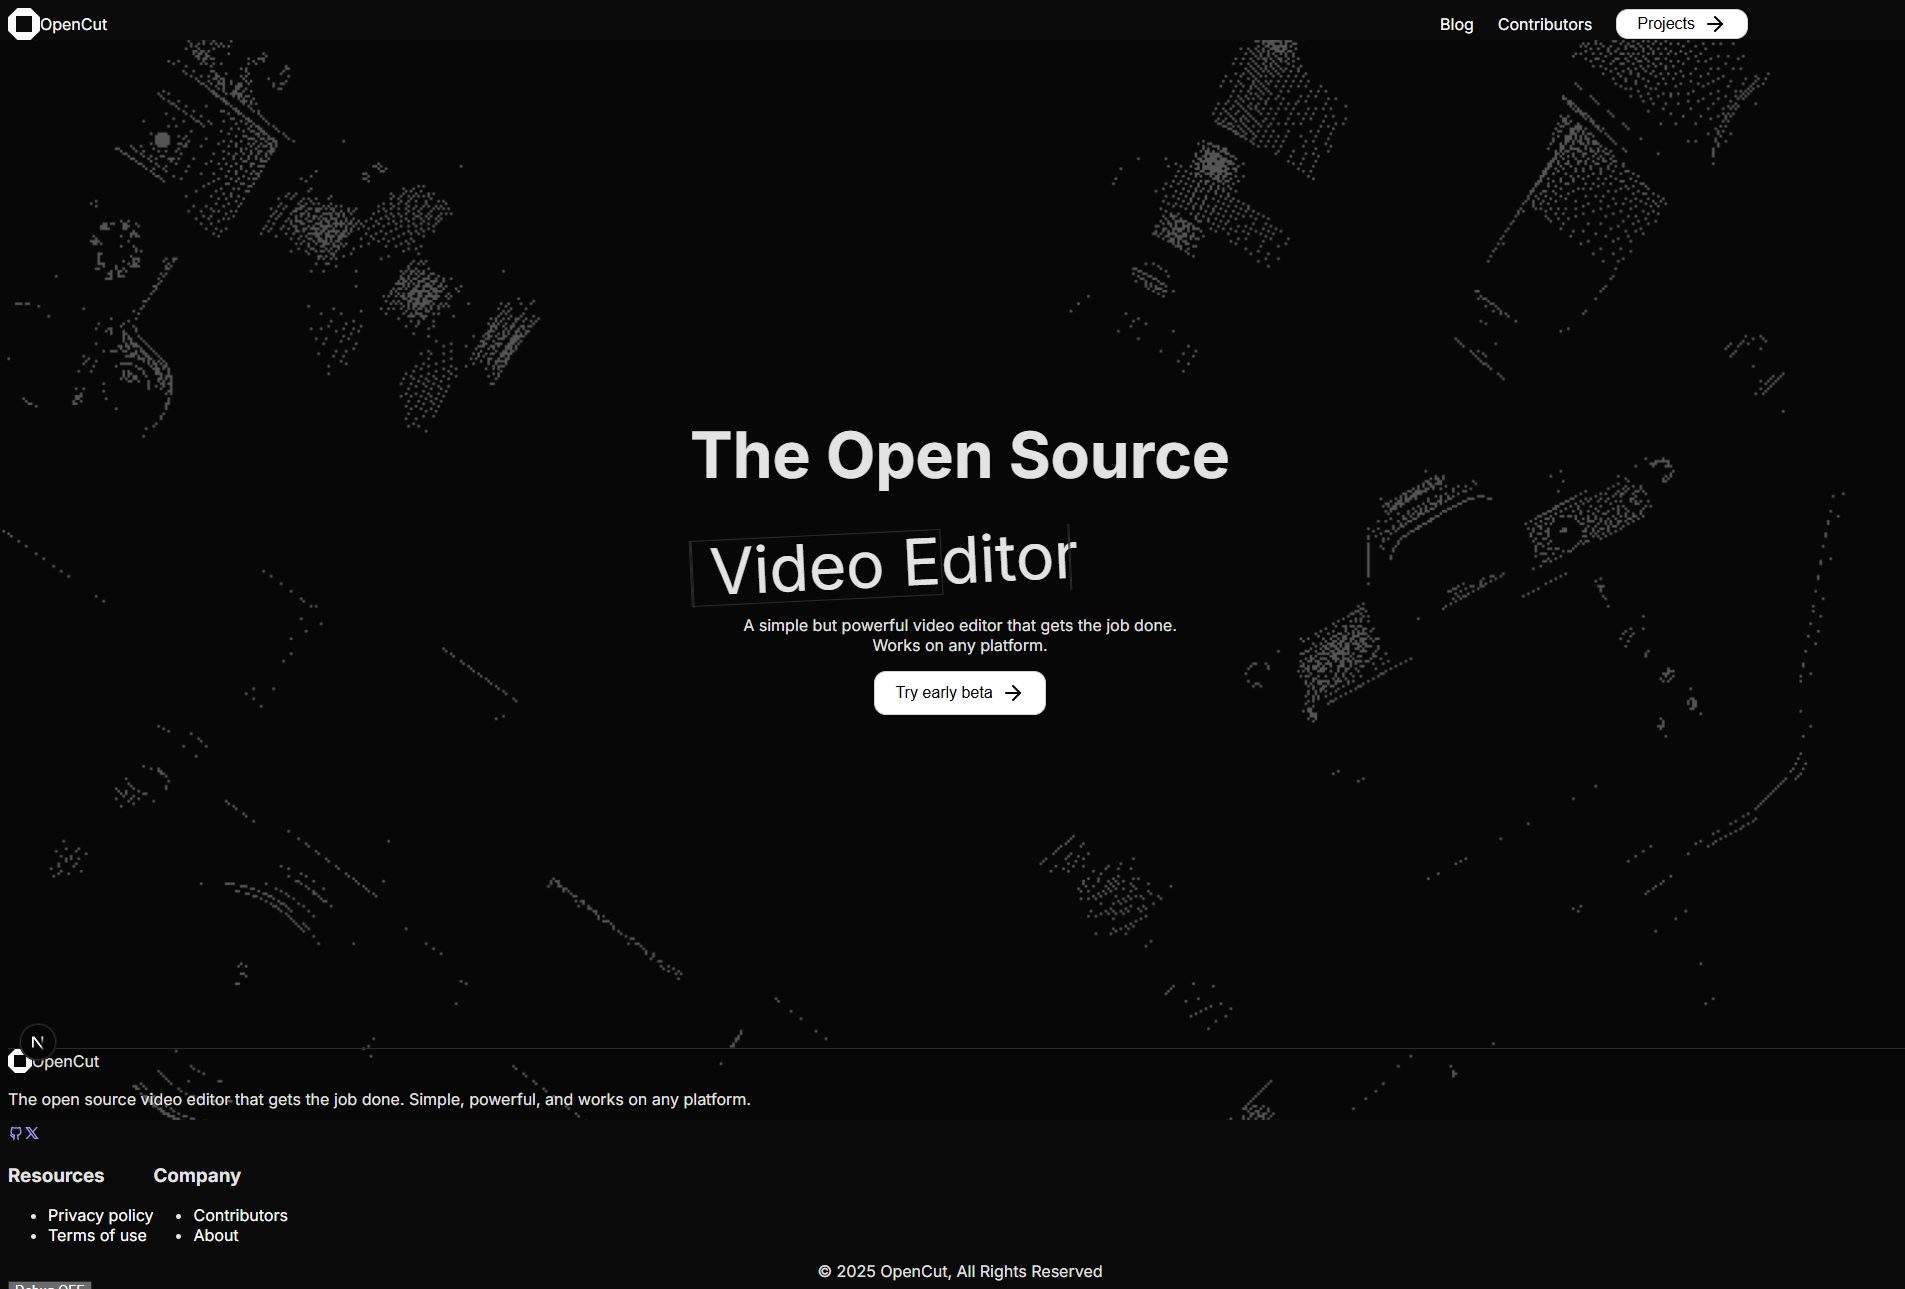 OpenCut
Blog Contributors Projects
The Open Source
Video Editor
A simple but powerful video editor that gets the job done.
Works on any platform.
Try early beta
N
OpenCut
The open source video editor that gets the job done. Simple, powerful, and works on any platform.
Resources
Privacy policy
Terms of use
Company
Contributors
About
© 2025 OpenCut, All Rights Reserved
Debug OFF